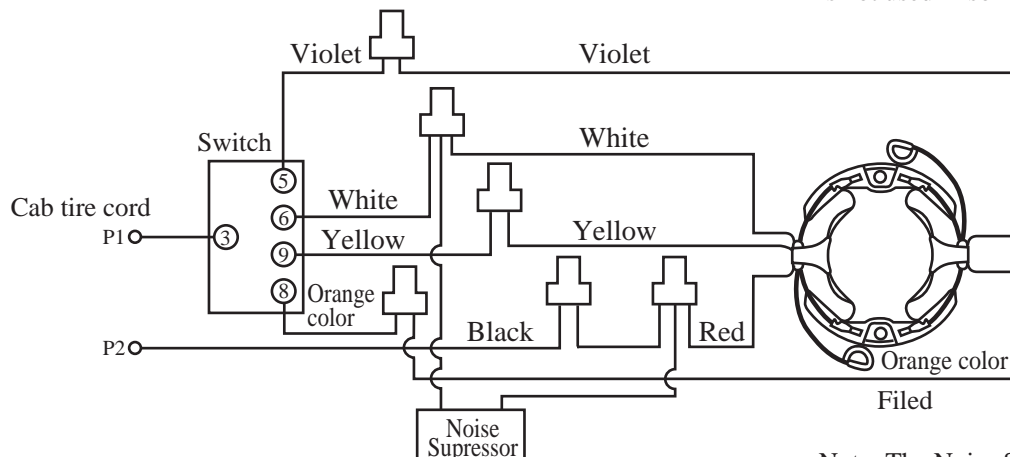 Violet
Violet
White
Switch
5
White
6
Cab tire cord
P1
3
Yellow
Yellow
9
8
Orange
color
Black
Red
P2
Orange color
Filed
Noise
Supressor